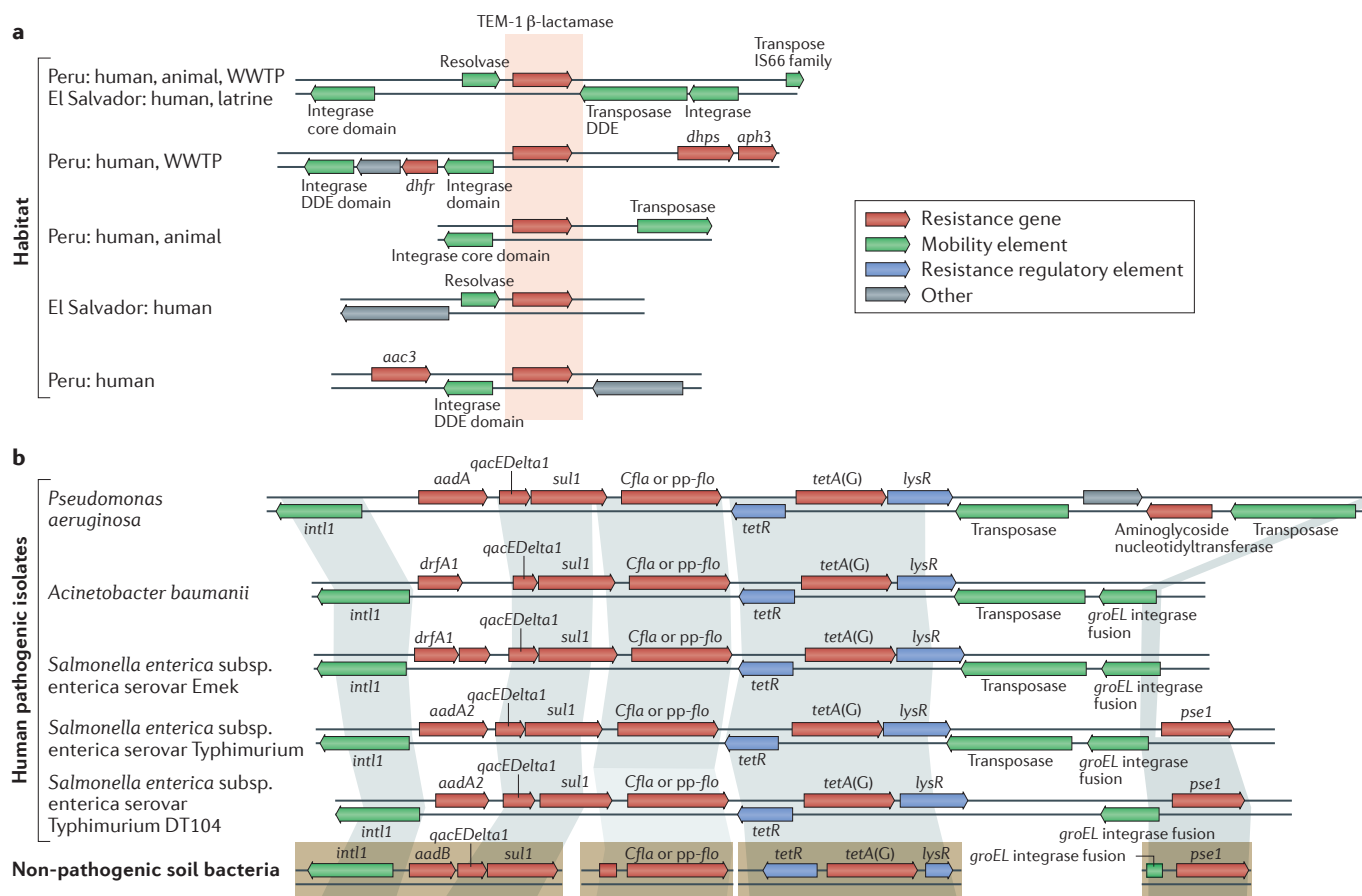 a
TEM-1 β-lactamase
Habitat
Peru: human, animal, WWTP
El Salvador: human, latrine
Resolvase
Transpose
IS66 family
Integrase
core domain
Transposase
DDE
Integrase
Peru: human, WWTP
dhps
aph3
Integrase
DDE domain
dhfr
Integrase
domain
Peru: human, animal
Transposase
Integrase core domain
El Salvador: human
Resolvase
Peru: human
aac3
Integrase
DDE domain
Resistance gene
Mobility element
Resistance regulatory element
Other
b
Human pathogenic isolates
Pseudomonas
aeruginosa
intI1
aadA
qacEDelta1
sul1
Cfla or pp-flo
tetR
tetA(G)
lysR
Transposase
Aminoglycoside
nucleotidyltransferase
Transposase
Acinetobacter baumanii
intI1
drfA1
qacEDelta1
sul1
Cfla or pp-flo
tetR
tetA(G)
lysR
Transposase
groEL integrase
fusion
Salmonella enterica subsp.
enterica serovar Emek
intI1
drfA1
qacEDelta1
sul1
Cfla or pp-flo
tetR
tetA(G)
lysR
Transposase
groEL integrase
fusion
Salmonella enterica subsp.
enterica serovar Typhimurium
intI1
aadA2
qacEDelta1
sul1
Cfla or pp-flo
tetR
tetA(G)
lysR
Transposase
groEL integrase
fusion
pse1
Salmonella enterica subsp.
enterica serovar
Typhimurium DT104
intI1
aadA2
qacEDelta1
sul1
Cfla or pp-flo
tetR
tetA(G)
lysR
groEL integrase fusion
pse1
Non-pathogenic soil bacteria
intI1
aadB
qacEDelta1
sul1
Cfla or pp-flo
tetR
tetA(G)
lysR
groEL integrase fusion
pse1